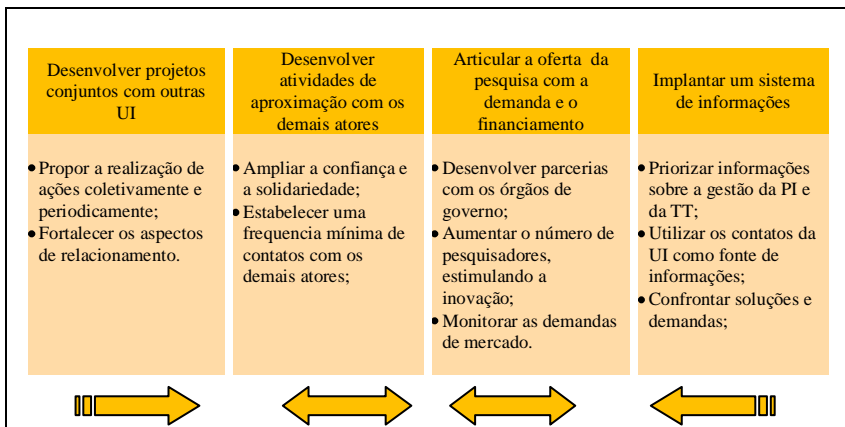 Desenvolver projetos
conjuntos com outras
UI
• Propor a realização de
ações coletivamente e
periodicamente;
• Fortalecer os aspectos
de relacionamento.
Desenvolver
atividades de
aproximação com os
demais atores
• Ampliar a confiança e
a solidariedade;
• Estabelecer uma
frequencia mínima de
contatos com os
demais atores;
Articular a oferta da
pesquisa com a
demanda e o
financiamento
• Desenvolver parcerias
com os órgãos de
governo;
• Aumentar o número de
pesquisadores,
estimulando a
inovação;
• Monitorar as demandas
de mercado.
Implantar um sistema
de informações
• Priorizar informações
sobre a gestão da PI e
da TT;
• Utilizar os contatos da
UI como fonte de
informações;
• Confrontar soluções e
demandas;